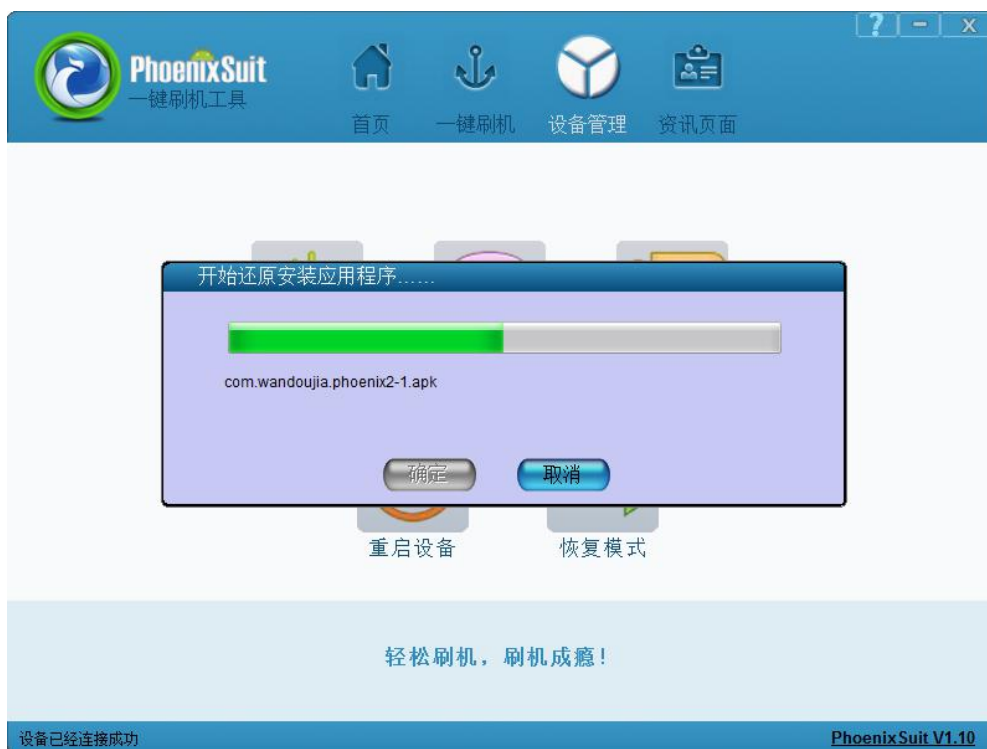 ? - x
PhoenixSuit
一键刷机工具
首页 一键刷机 设备管理 资讯页面
开始还原安装应用程序......
com.wandoujia.phoenix2-1.apk
确定 取消
重启设备 恢复模式
轻松刷机，刷机成瘾！
设备已经连接成功 PhoenixSuit V1.10